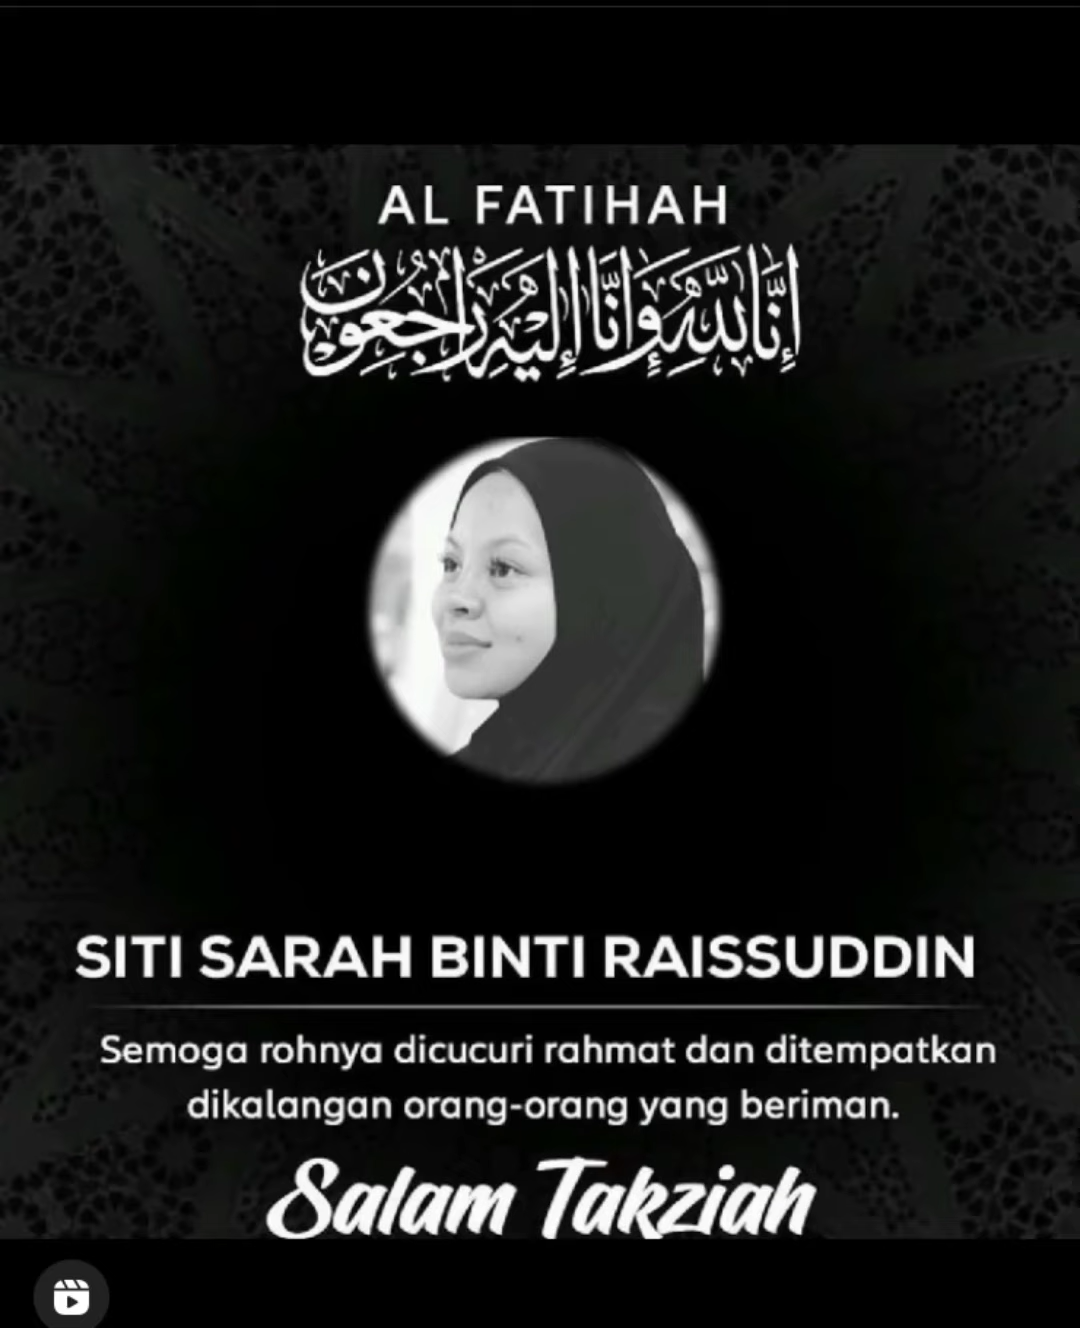 AL FATIHAH
إِنَّا لِلَّٰهِ وَإِنَّا إِلَيْهِ رَاجِعُونَ
SITI SARAH BINTI RAISSUDDIN
Semoga rohnya dicucuri rahmat dan ditempatkan
dikalangan orang-orang yang beriman.
Salam Takziah